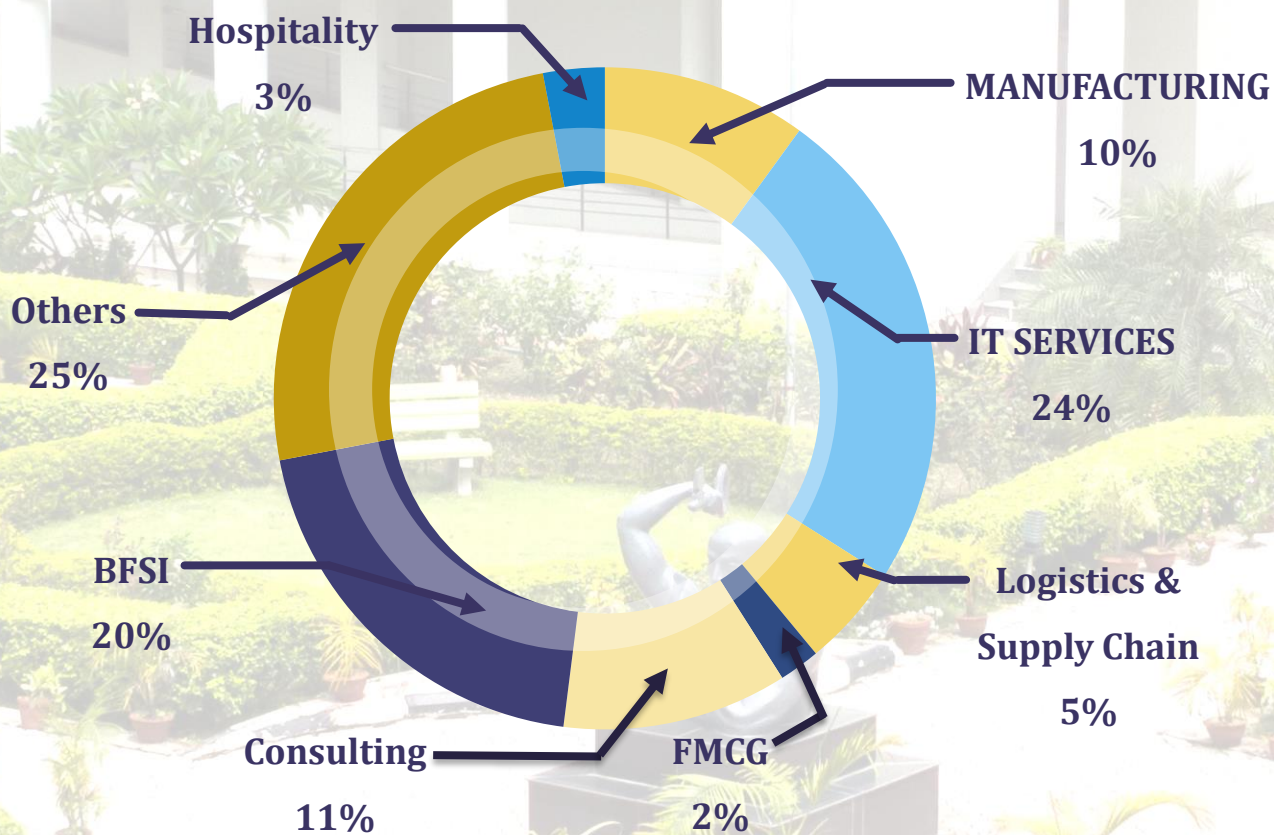 Hospitality
3%
MANUFACTURING
10%
Others
25%
IT SERVICES
24%
BFSI
20%
Logistics &
Supply Chain
5%
Consulting
11%
FMCG
2%